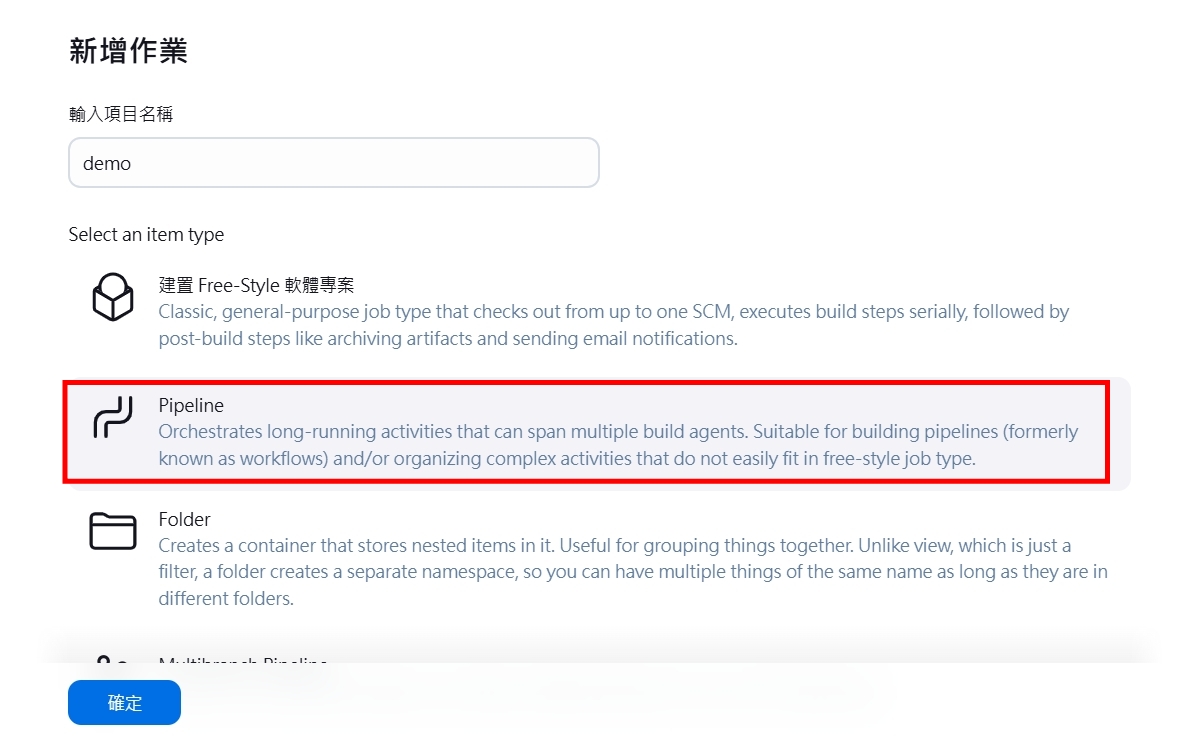 新增作業
輸入項目名稱
demo
Select an item type
建置 Free-Style 軟體專案
Classic, general-purpose job type that checks out from up to one SCM, executes build steps serially, followed by
post-build steps like archiving artifacts and sending email notifications.
Pipeline
Orchestrates long-running activities that can span multiple build agents. Suitable for building pipelines (formerly
known as workflows) and/or organizing complex activities that do not easily fit in free-style job type.
Folder
Creates a container that stores nested items in it. Useful for grouping things together. Unlike view, which is just a
filter, a folder creates a separate namespace, so you can have multiple things of the same name as long as they are in
different folders.
Multibranch Pipeline
確定